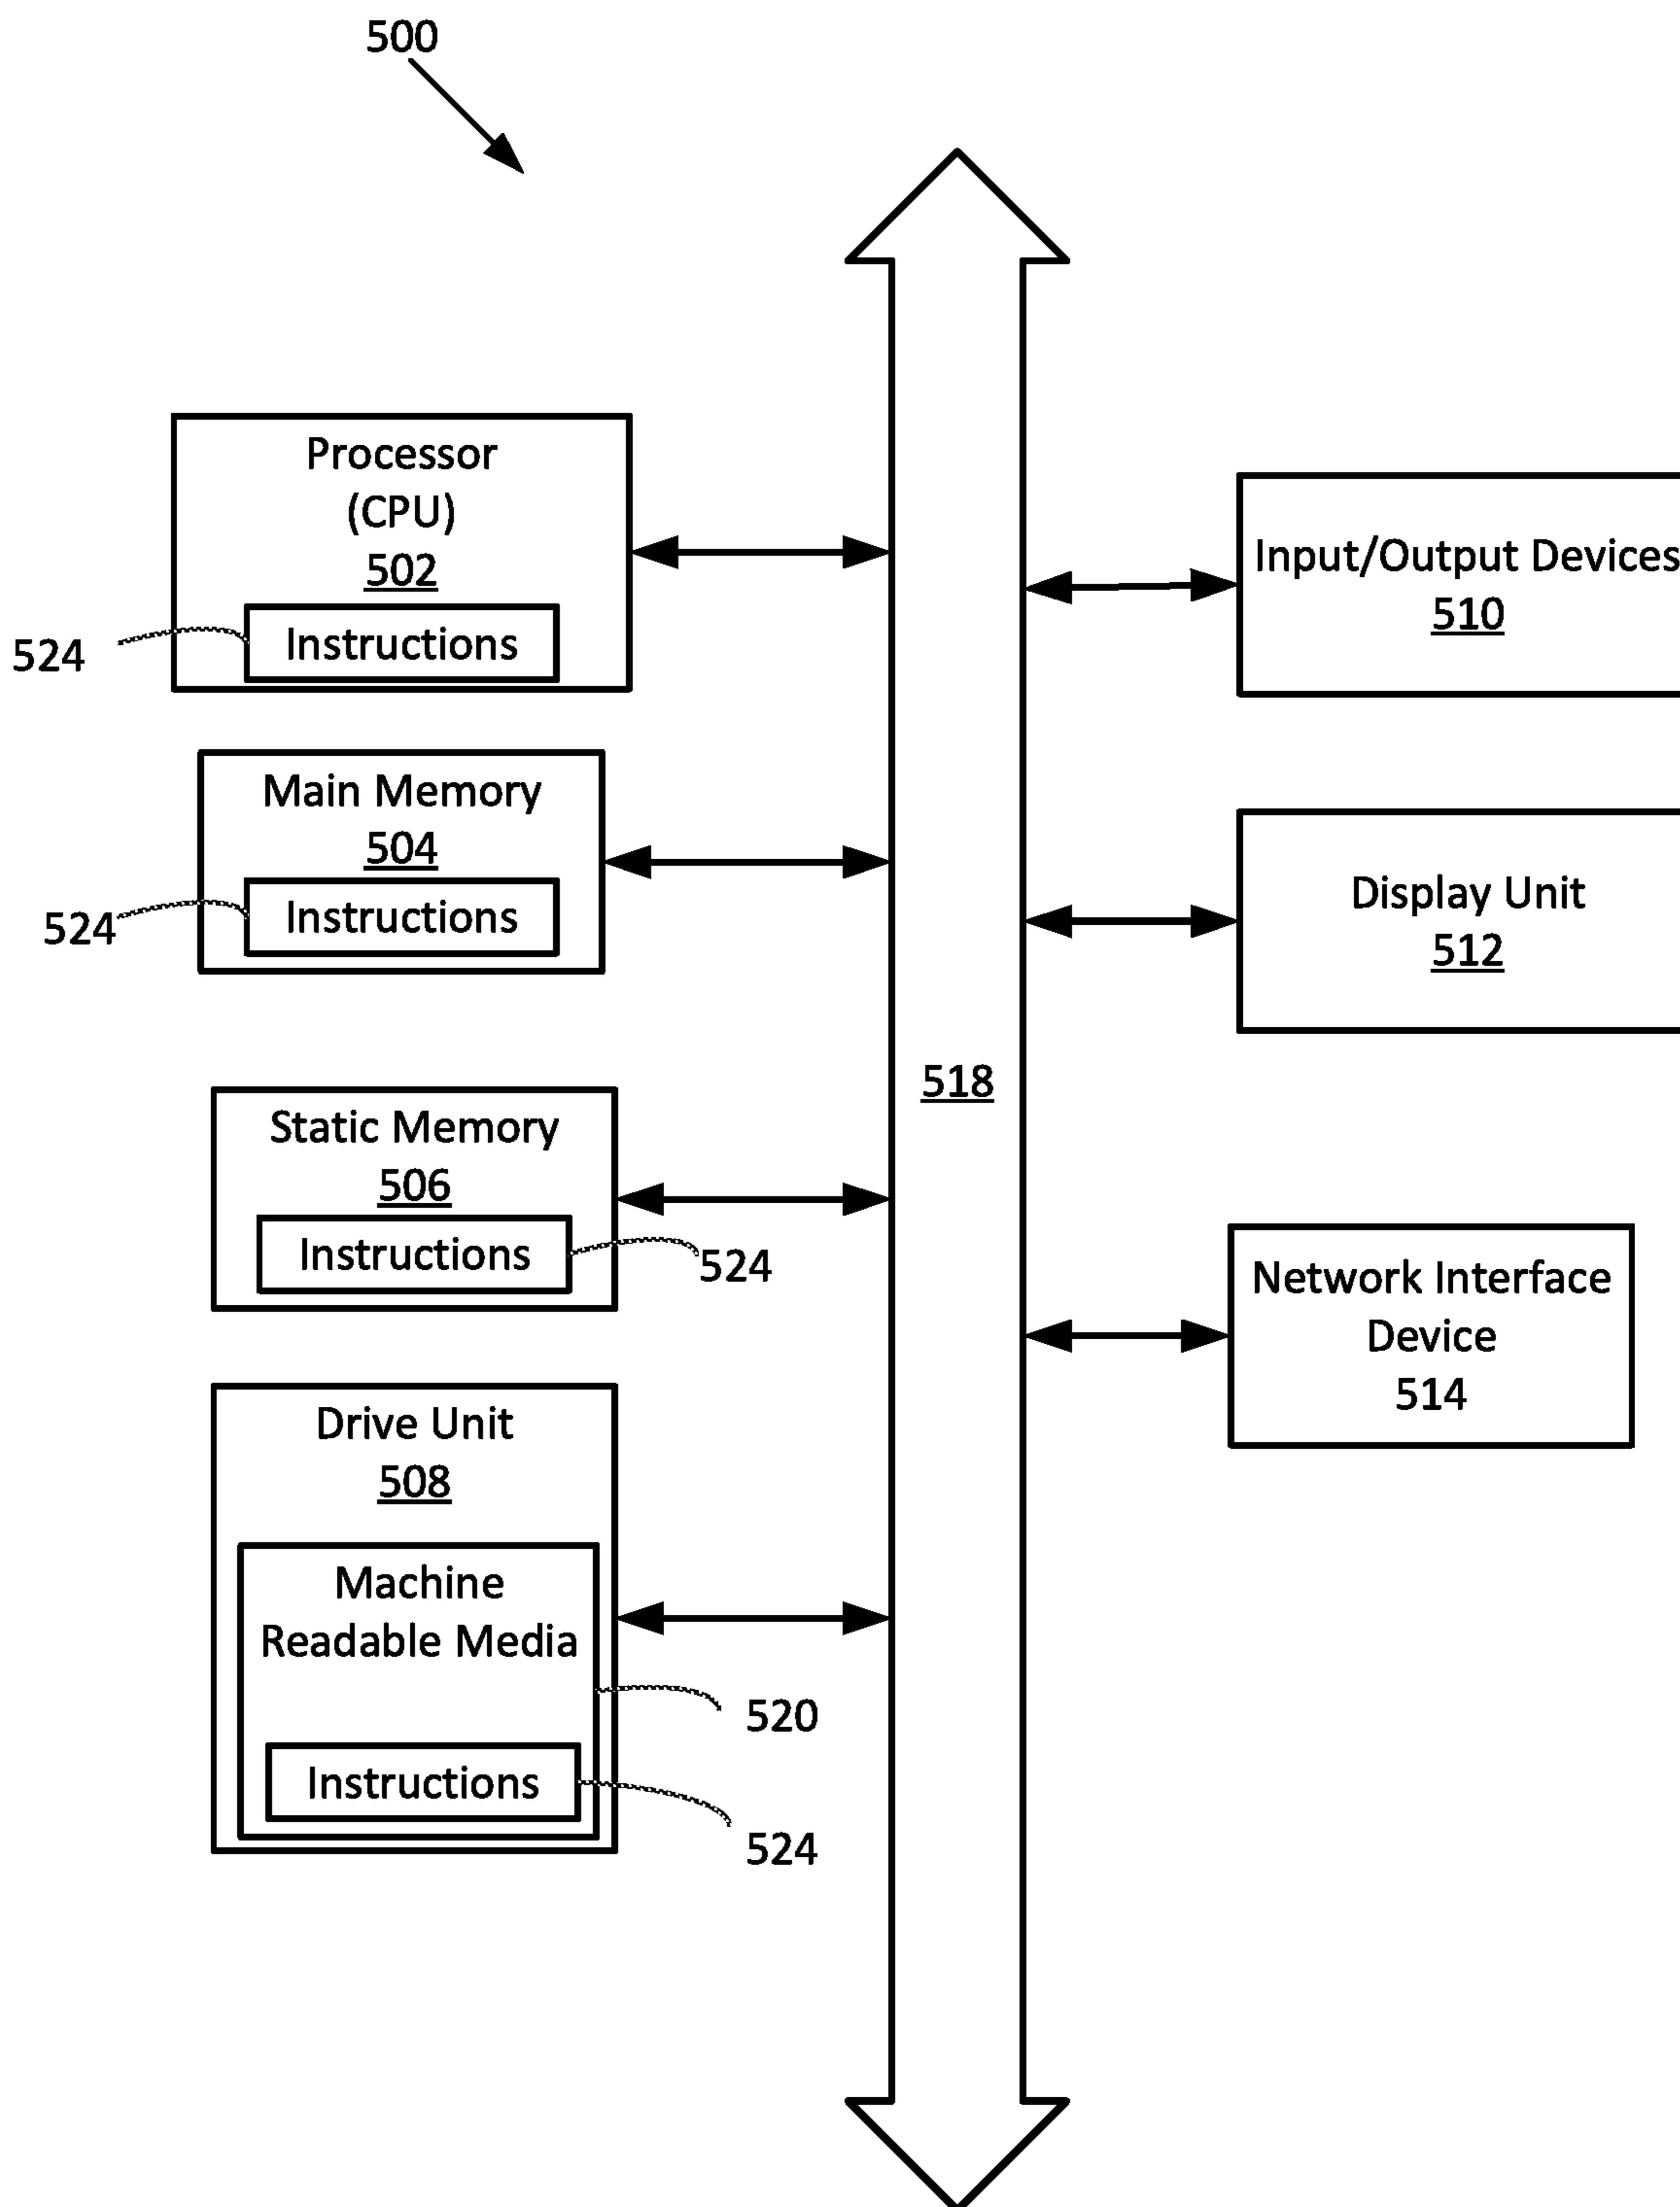 500
Processor
(CPU)
502
Instructions
524
Main Memory
504
Instructions
524
Static Memory
506
Instructions
524
Drive Unit
508
Machine
Readable Media
520
Instructions
524
518
Input/Output Devices
510
Display Unit
512
Network Interface
Device
514